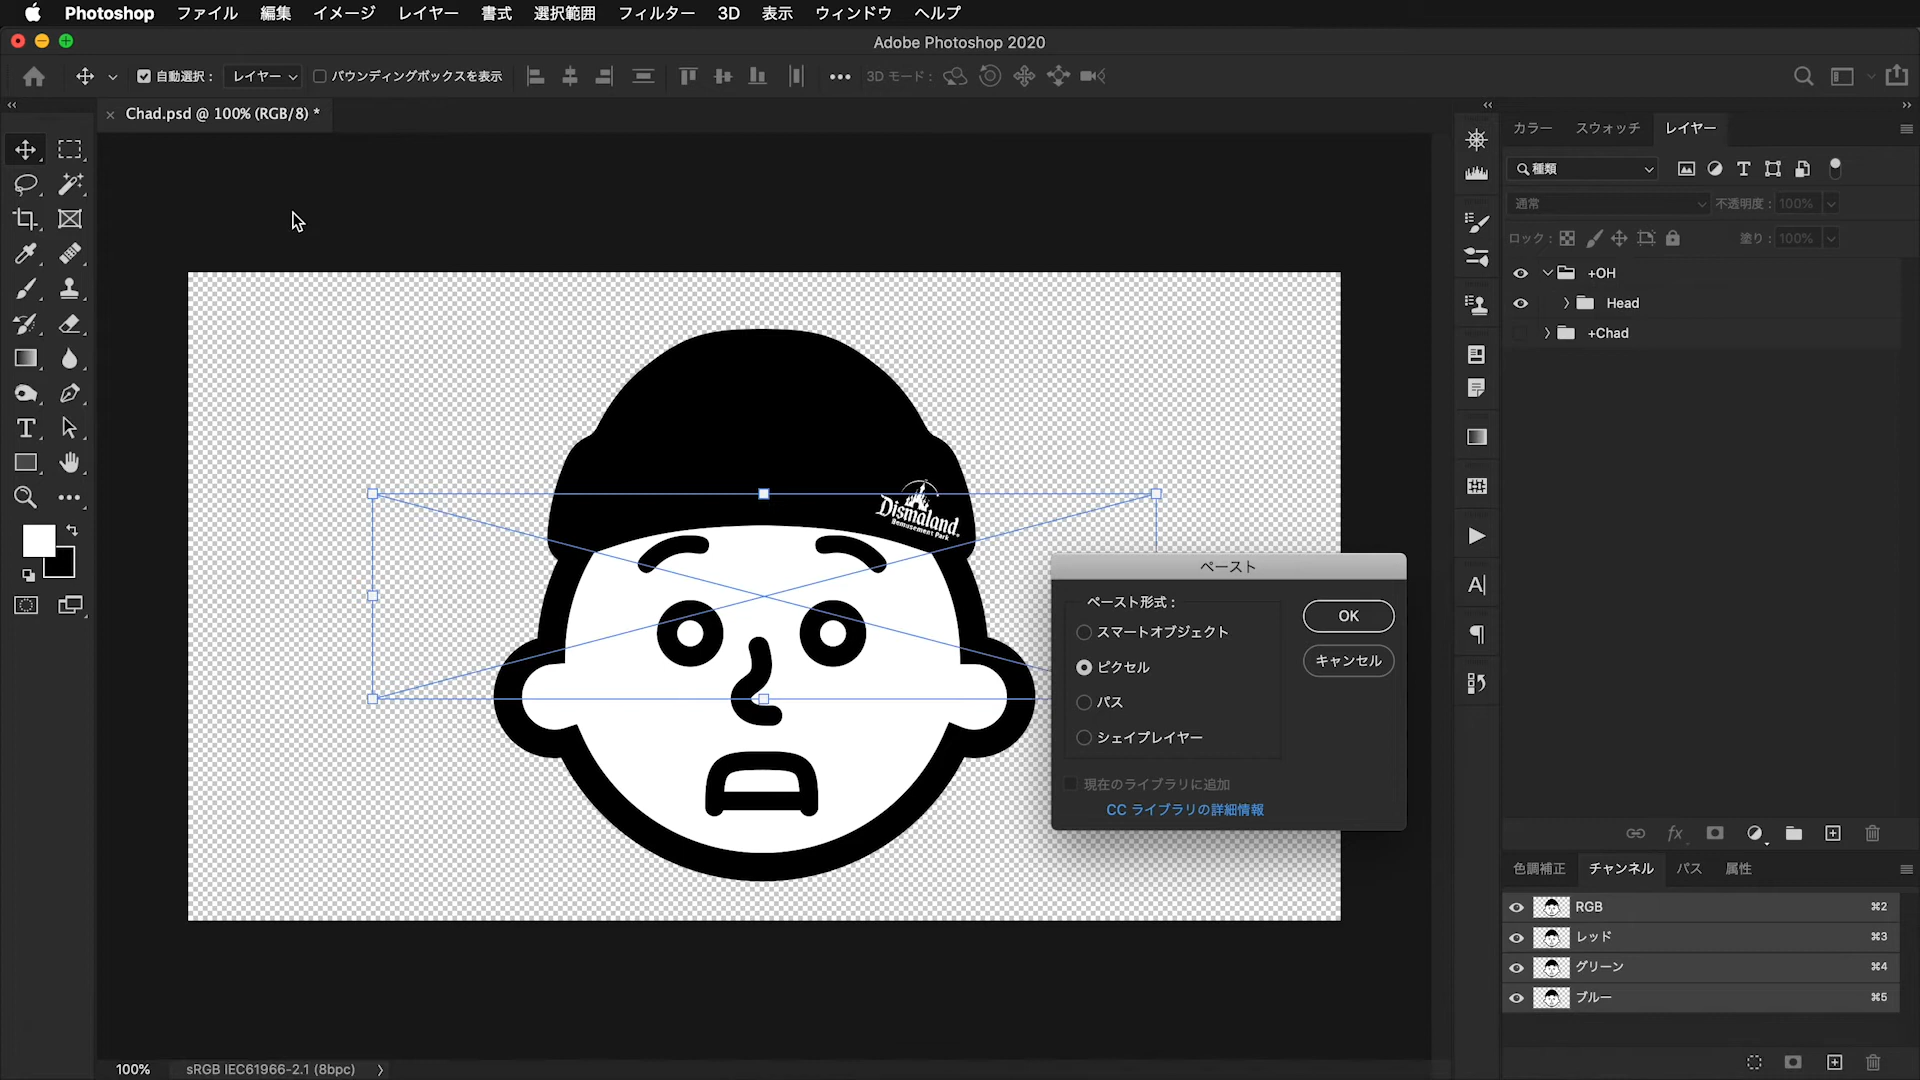 Photoshop ファイル 編集 イメージ レイヤー 書式 選択範囲 フィルター 3D 表示 ウィンドウ ヘルプ
Adobe Photoshop 2020
自動選択： レイヤー バウンディングボックスを表示 3D モード：
Chad.psd @ 100% (RGB/8) *
カラー スウォッチ レイヤー
種類
通常 不透明度： 100%
ロック： 塗り： 100%
+OH
Head
+Chad
Dismaland
Bemusement Park
ペースト
ペースト形式：
スマートオブジェクト
ピクセル
パス
シェイプレイヤー
OK
キャンセル
現在のライブラリに追加
CC ライブラリの詳細情報
fx
色調補正 チャンネル パス 属性
RGB ⌘2
レッド ⌘3
グリーン ⌘4
ブルー ⌘5
100% sRGB IEC61966-2.1 (8bpc)